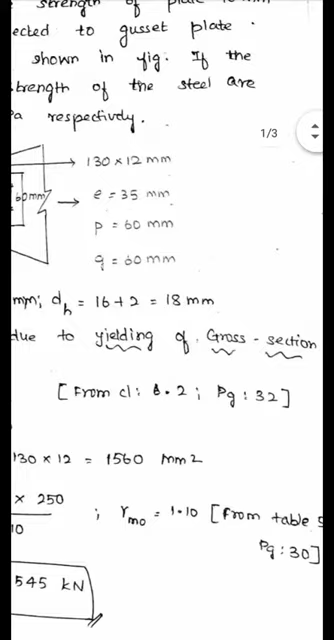 strength of plate
ected to gusset plate.
shown in fig. If the
strength of the steel are
a respectively.
1/3
130 x 12 mm
60mm
e = 35 mm
p = 60 mm
g = 60 mm
mm; dh = 16+2 = 18 mm
due to yielding of Gross - section
[From cl: 6.2; Pg: 32]
130 x 12 = 1560 mm2
x 250
10
; γmo = 1.10 [From table 5
Pg: 30]
545 kN